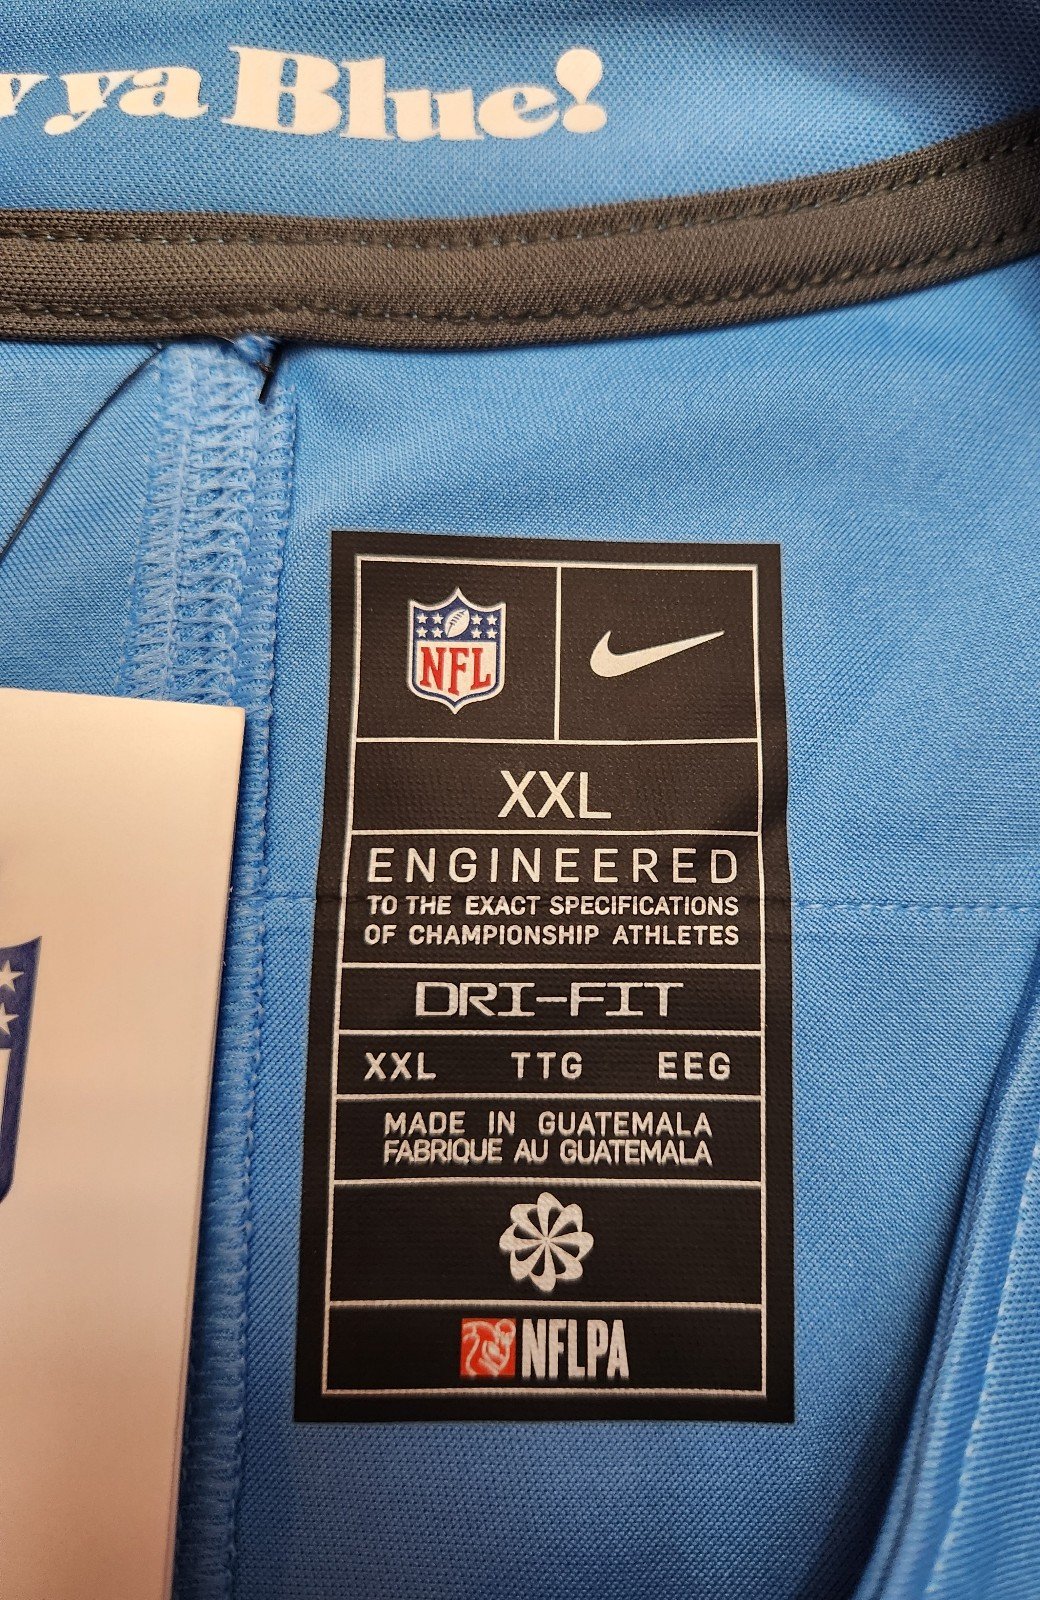 ya Blue!
NFL
XXL
ENGINEERED
TO THE EXACT SPECIFICATIONS
OF CHAMPIONSHIP ATHLETES
DRI-FIT
XXL TTG EEG
MADE IN GUATEMALA
FABRIQUE AU GUATEMALA
NFLPA